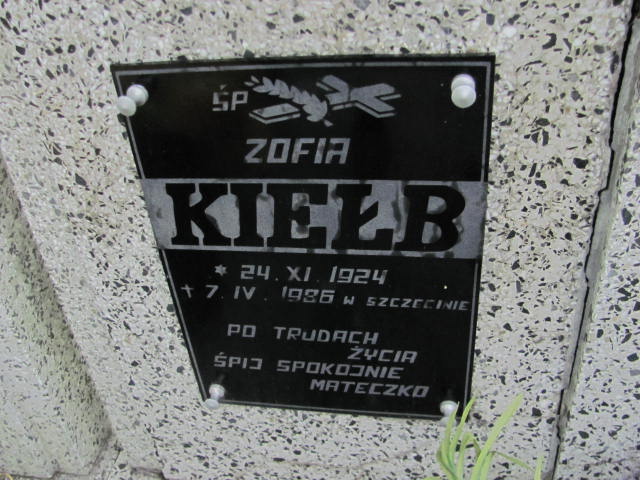 ŚP
ZOFIA
KIEŁB
* 24. XI. 1924
† 7. IV. 1986 W SZCZECINIE
PO TRUDACH
ŻYCIA
ŚPIJ SPOKOJNIE
MATECZKO